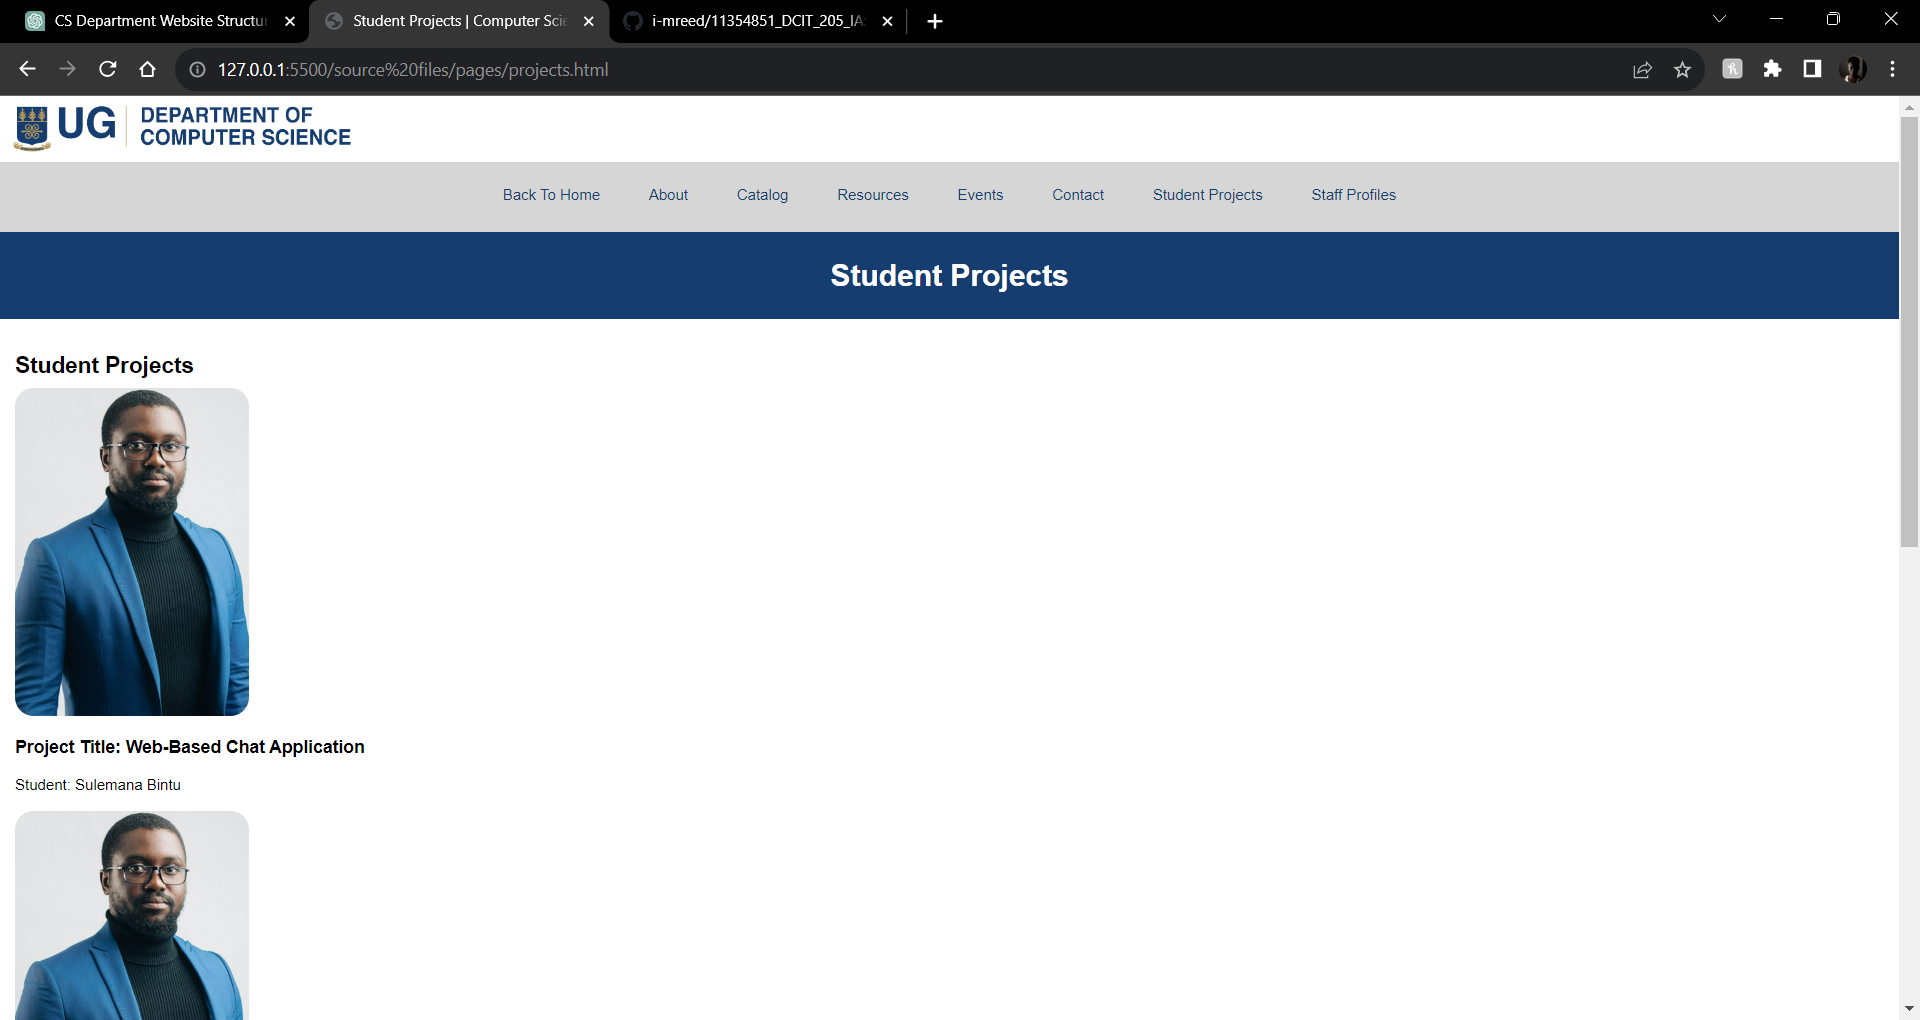 CS Department Website Structur
Student Projects | Computer Scie
i-mreed/11354851_DCIT_205_IA
127.0.0.1:5500/source%20files/pages/projects.html
UG
DEPARTMENT OF
COMPUTER SCIENCE
Back To Home About Catalog Resources Events Contact Student Projects Staff Profiles
Student Projects
Student Projects
Project Title: Web-Based Chat Application
Student: Sulemana Bintu